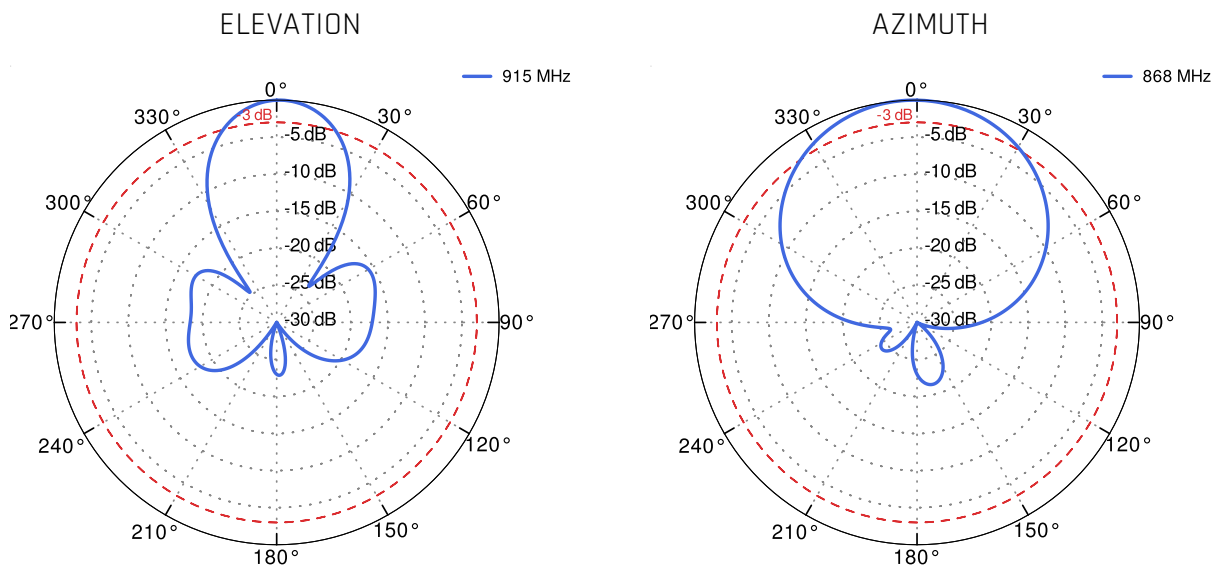 ELEVATION
915 MHz
0°
330°
3 dB
30°
-5 dB
-10 dB
300°
60°
-15 dB
-20 dB
-25 dB
270°
-30 dB
90°
240°
120°
210°
150°
180°
AZIMUTH
868 MHz
0°
330°
-3 dB
30°
-5 dB
-10 dB
300°
60°
-15 dB
-20 dB
-25 dB
270°
-30 dB
90°
240°
120°
210°
150°
180°